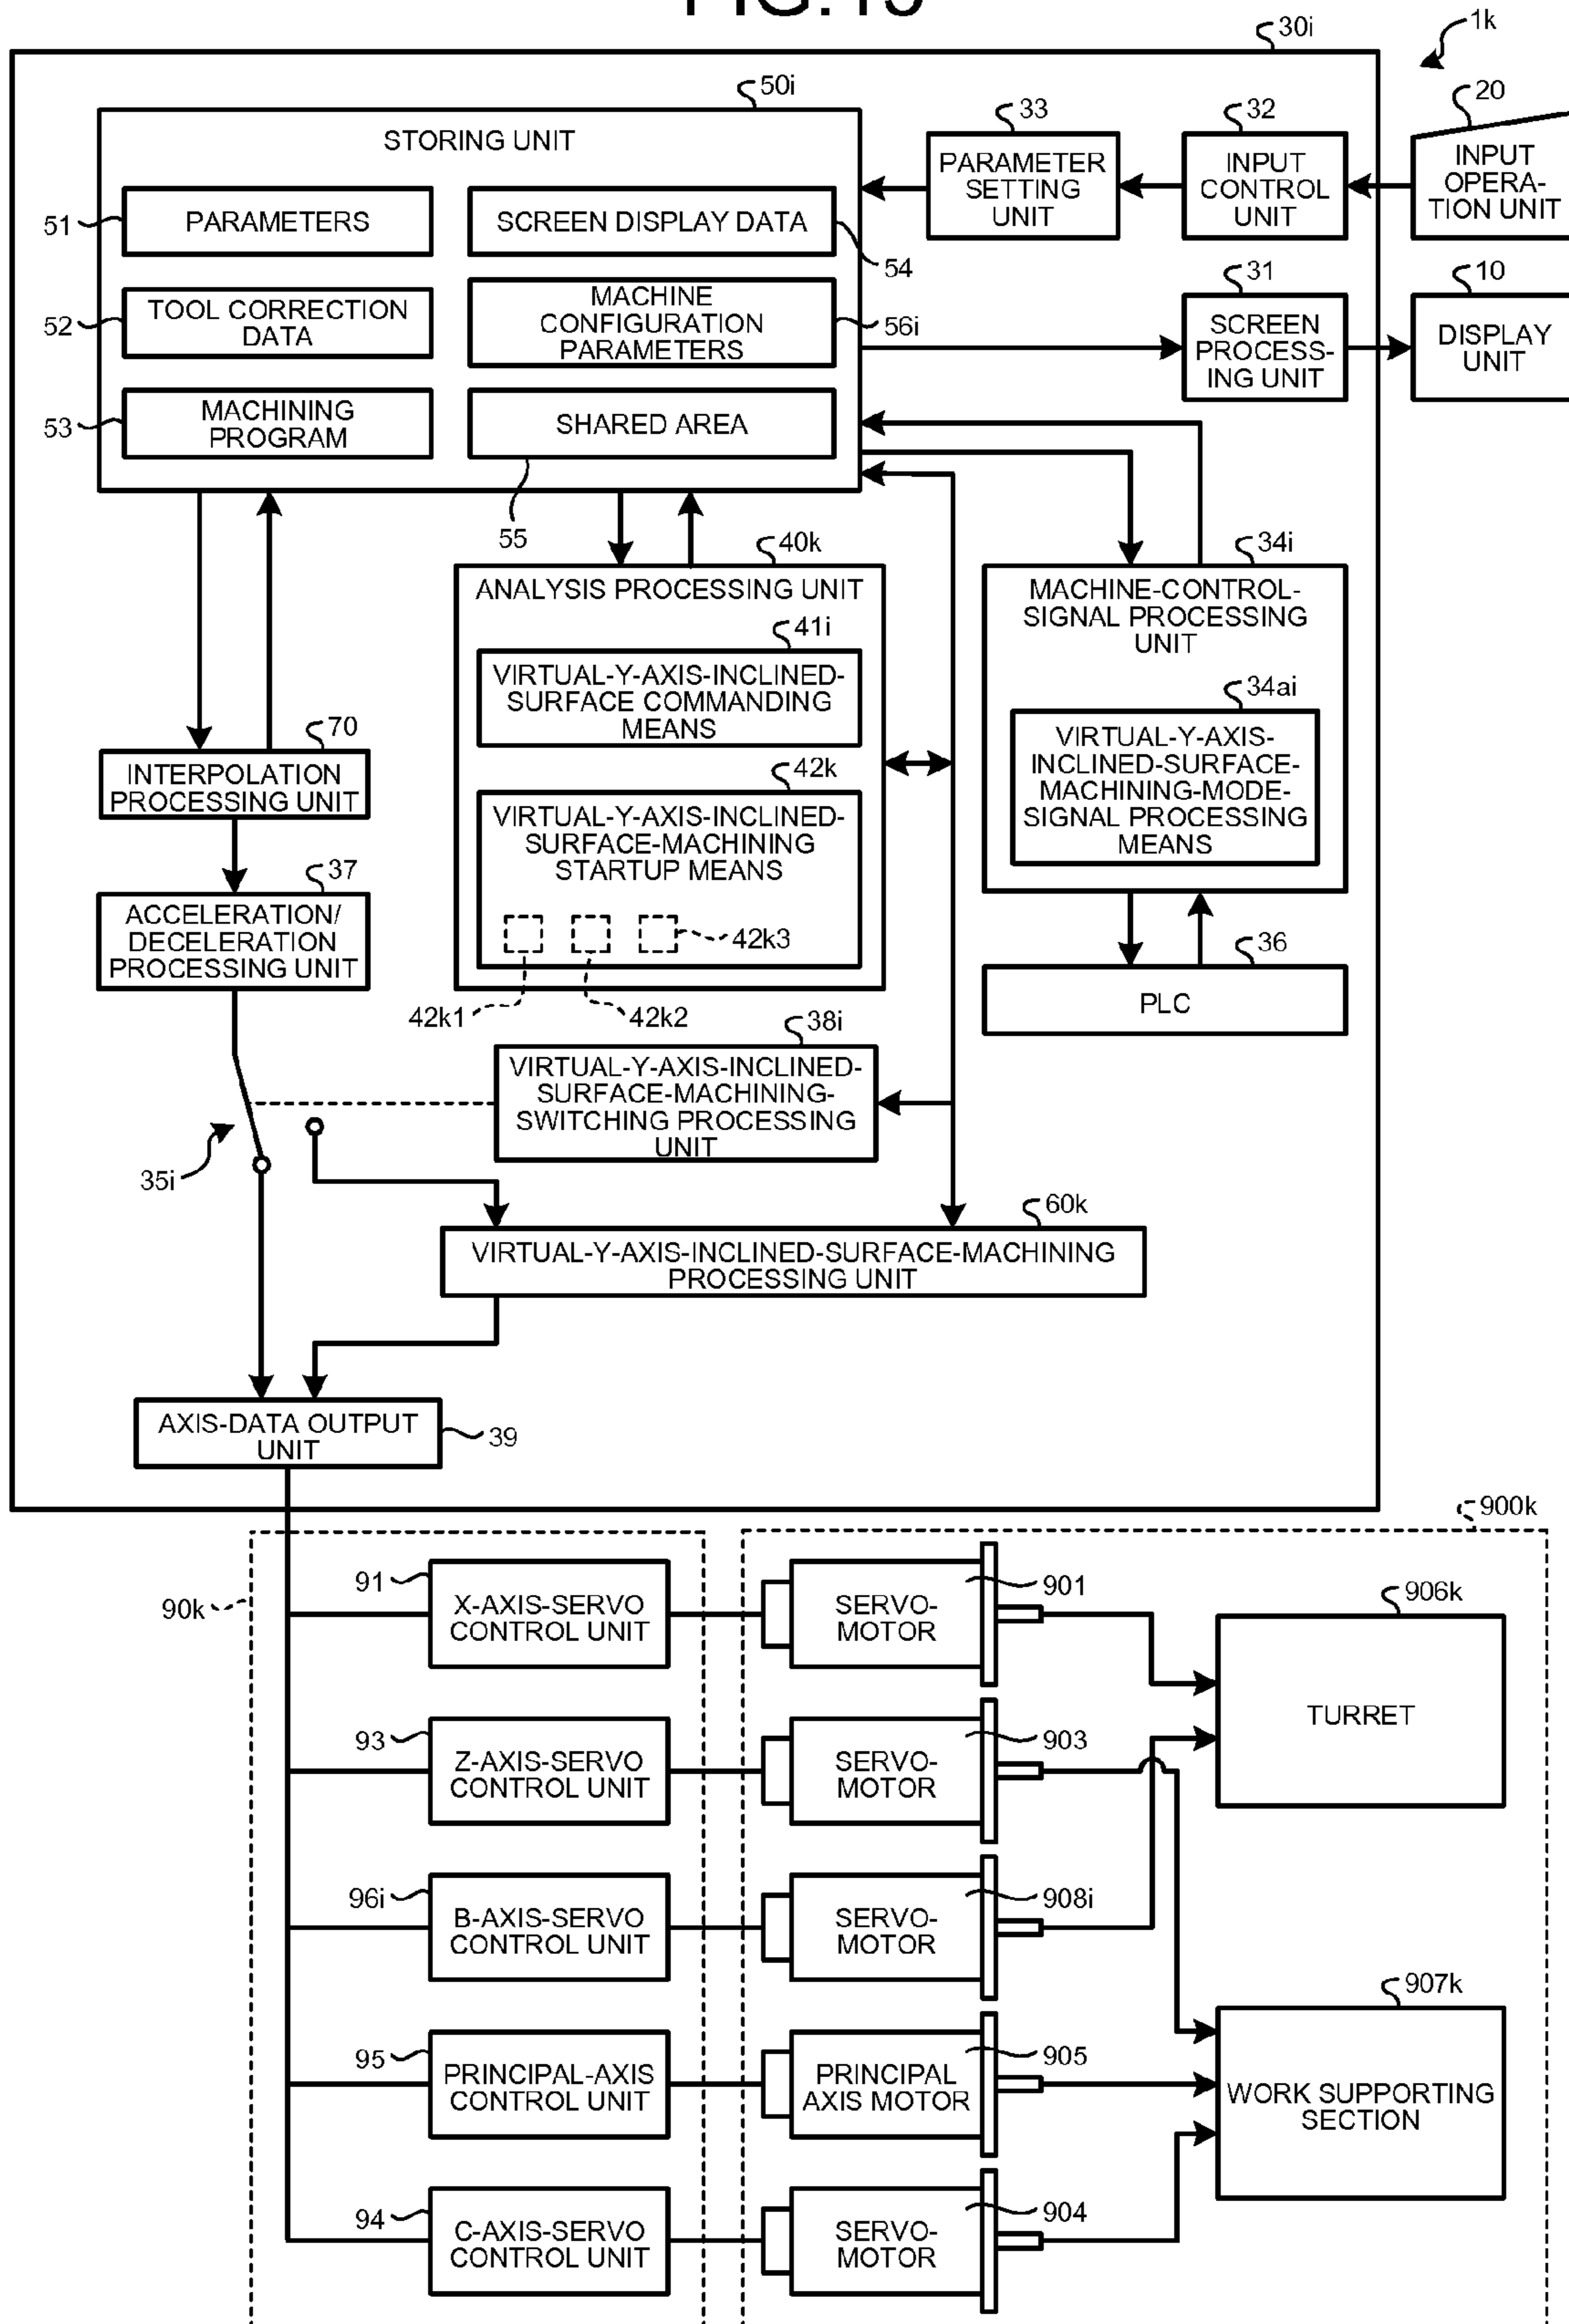 30i
1k
50i
STORING UNIT
33
PARAMETER
SETTING
UNIT
32
INPUT
CONTROL
UNIT
20
INPUT
OPERA-
TION UNIT
51
PARAMETERS
SCREEN DISPLAY DATA
54
52
TOOL CORRECTION
DATA
MACHINE
CONFIGURATION
PARAMETERS
56i
31
SCREEN
PROCESS-
ING UNIT
10
DISPLAY
UNIT
53
MACHINING
PROGRAM
SHARED AREA
55
40k
ANALYSIS PROCESSING UNIT
41i
VIRTUAL-Y-AXIS-INCLINED-
SURFACE COMMANDING
MEANS
42k
VIRTUAL-Y-AXIS-INCLINED-
SURFACE-MACHINING
STARTUP MEANS
42k3
42k1
42k2
34i
MACHINE-CONTROL-
SIGNAL PROCESSING
UNIT
34ai
VIRTUAL-Y-AXIS-
INCLINED-SURFACE-
MACHINING-MODE-
SIGNAL PROCESSING
MEANS
36
PLC
70
INTERPOLATION
PROCESSING UNIT
37
ACCELERATION/
DECELERATION
PROCESSING UNIT
38i
VIRTUAL-Y-AXIS-INCLINED-
SURFACE-MACHINING-
SWITCHING PROCESSING
UNIT
35i
60k
VIRTUAL-Y-AXIS-INCLINED-SURFACE-MACHINING
PROCESSING UNIT
AXIS-DATA OUTPUT
UNIT
39
900k
90k
91
X-AXIS-SERVO
CONTROL UNIT
SERVO-
MOTOR
901
906k
TURRET
93
Z-AXIS-SERVO
CONTROL UNIT
SERVO-
MOTOR
903
96i
B-AXIS-SERVO
CONTROL UNIT
SERVO-
MOTOR
908i
95
PRINCIPAL-AXIS
CONTROL UNIT
PRINCIPAL
AXIS MOTOR
905
907k
WORK SUPPORTING
SECTION
94
C-AXIS-SERVO
CONTROL UNIT
SERVO-
MOTOR
904